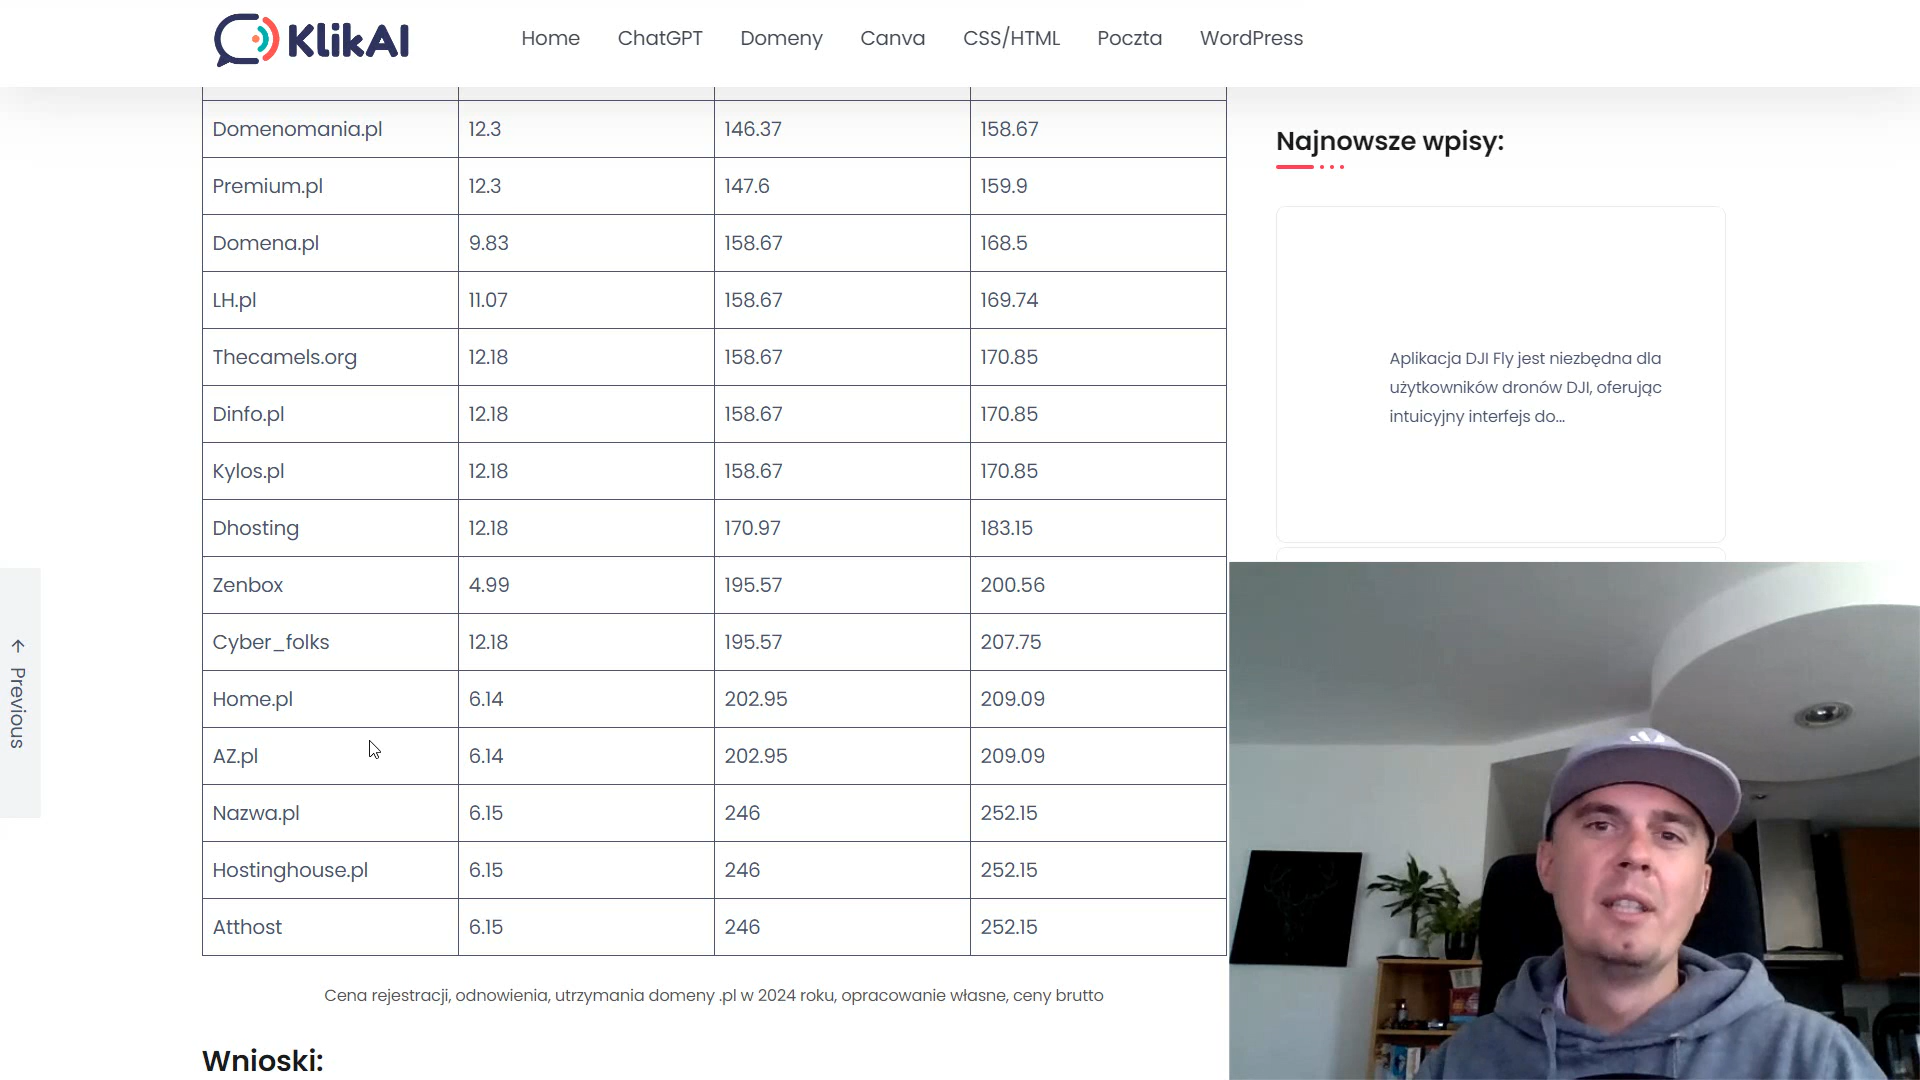 KlikAI
Home ChatGPT Domeny Canva CSS/HTML Poczta WordPress
Domenomania.pl 12.3 146.37 158.67
Premium.pl 12.3 147.6 159.9
Domena.pl 9.83 158.67 168.5
LH.pl 11.07 158.67 169.74
Thecamels.org 12.18 158.67 170.85
Dinfo.pl 12.18 158.67 170.85
Kylos.pl 12.18 158.67 170.85
Dhosting 12.18 170.97 183.15
Zenbox 4.99 195.57 200.56
Cyber_folks 12.18 195.57 207.75
Home.pl 6.14 202.95 209.09
AZ.pl 6.14 202.95 209.09
Nazwa.pl 6.15 246 252.15
Hostinghouse.pl 6.15 246 252.15
Atthost 6.15 246 252.15
Cena rejestracji, odnowienia, utrzymania domeny .pl w 2024 roku, opracowanie własne, ceny brutto
Wnioski:
Najnowsze wpisy:
Aplikacja DJI Fly jest niezbędna dla
użytkowników dronów DJI, oferując
intuicyjny interfejs do...
← Previous